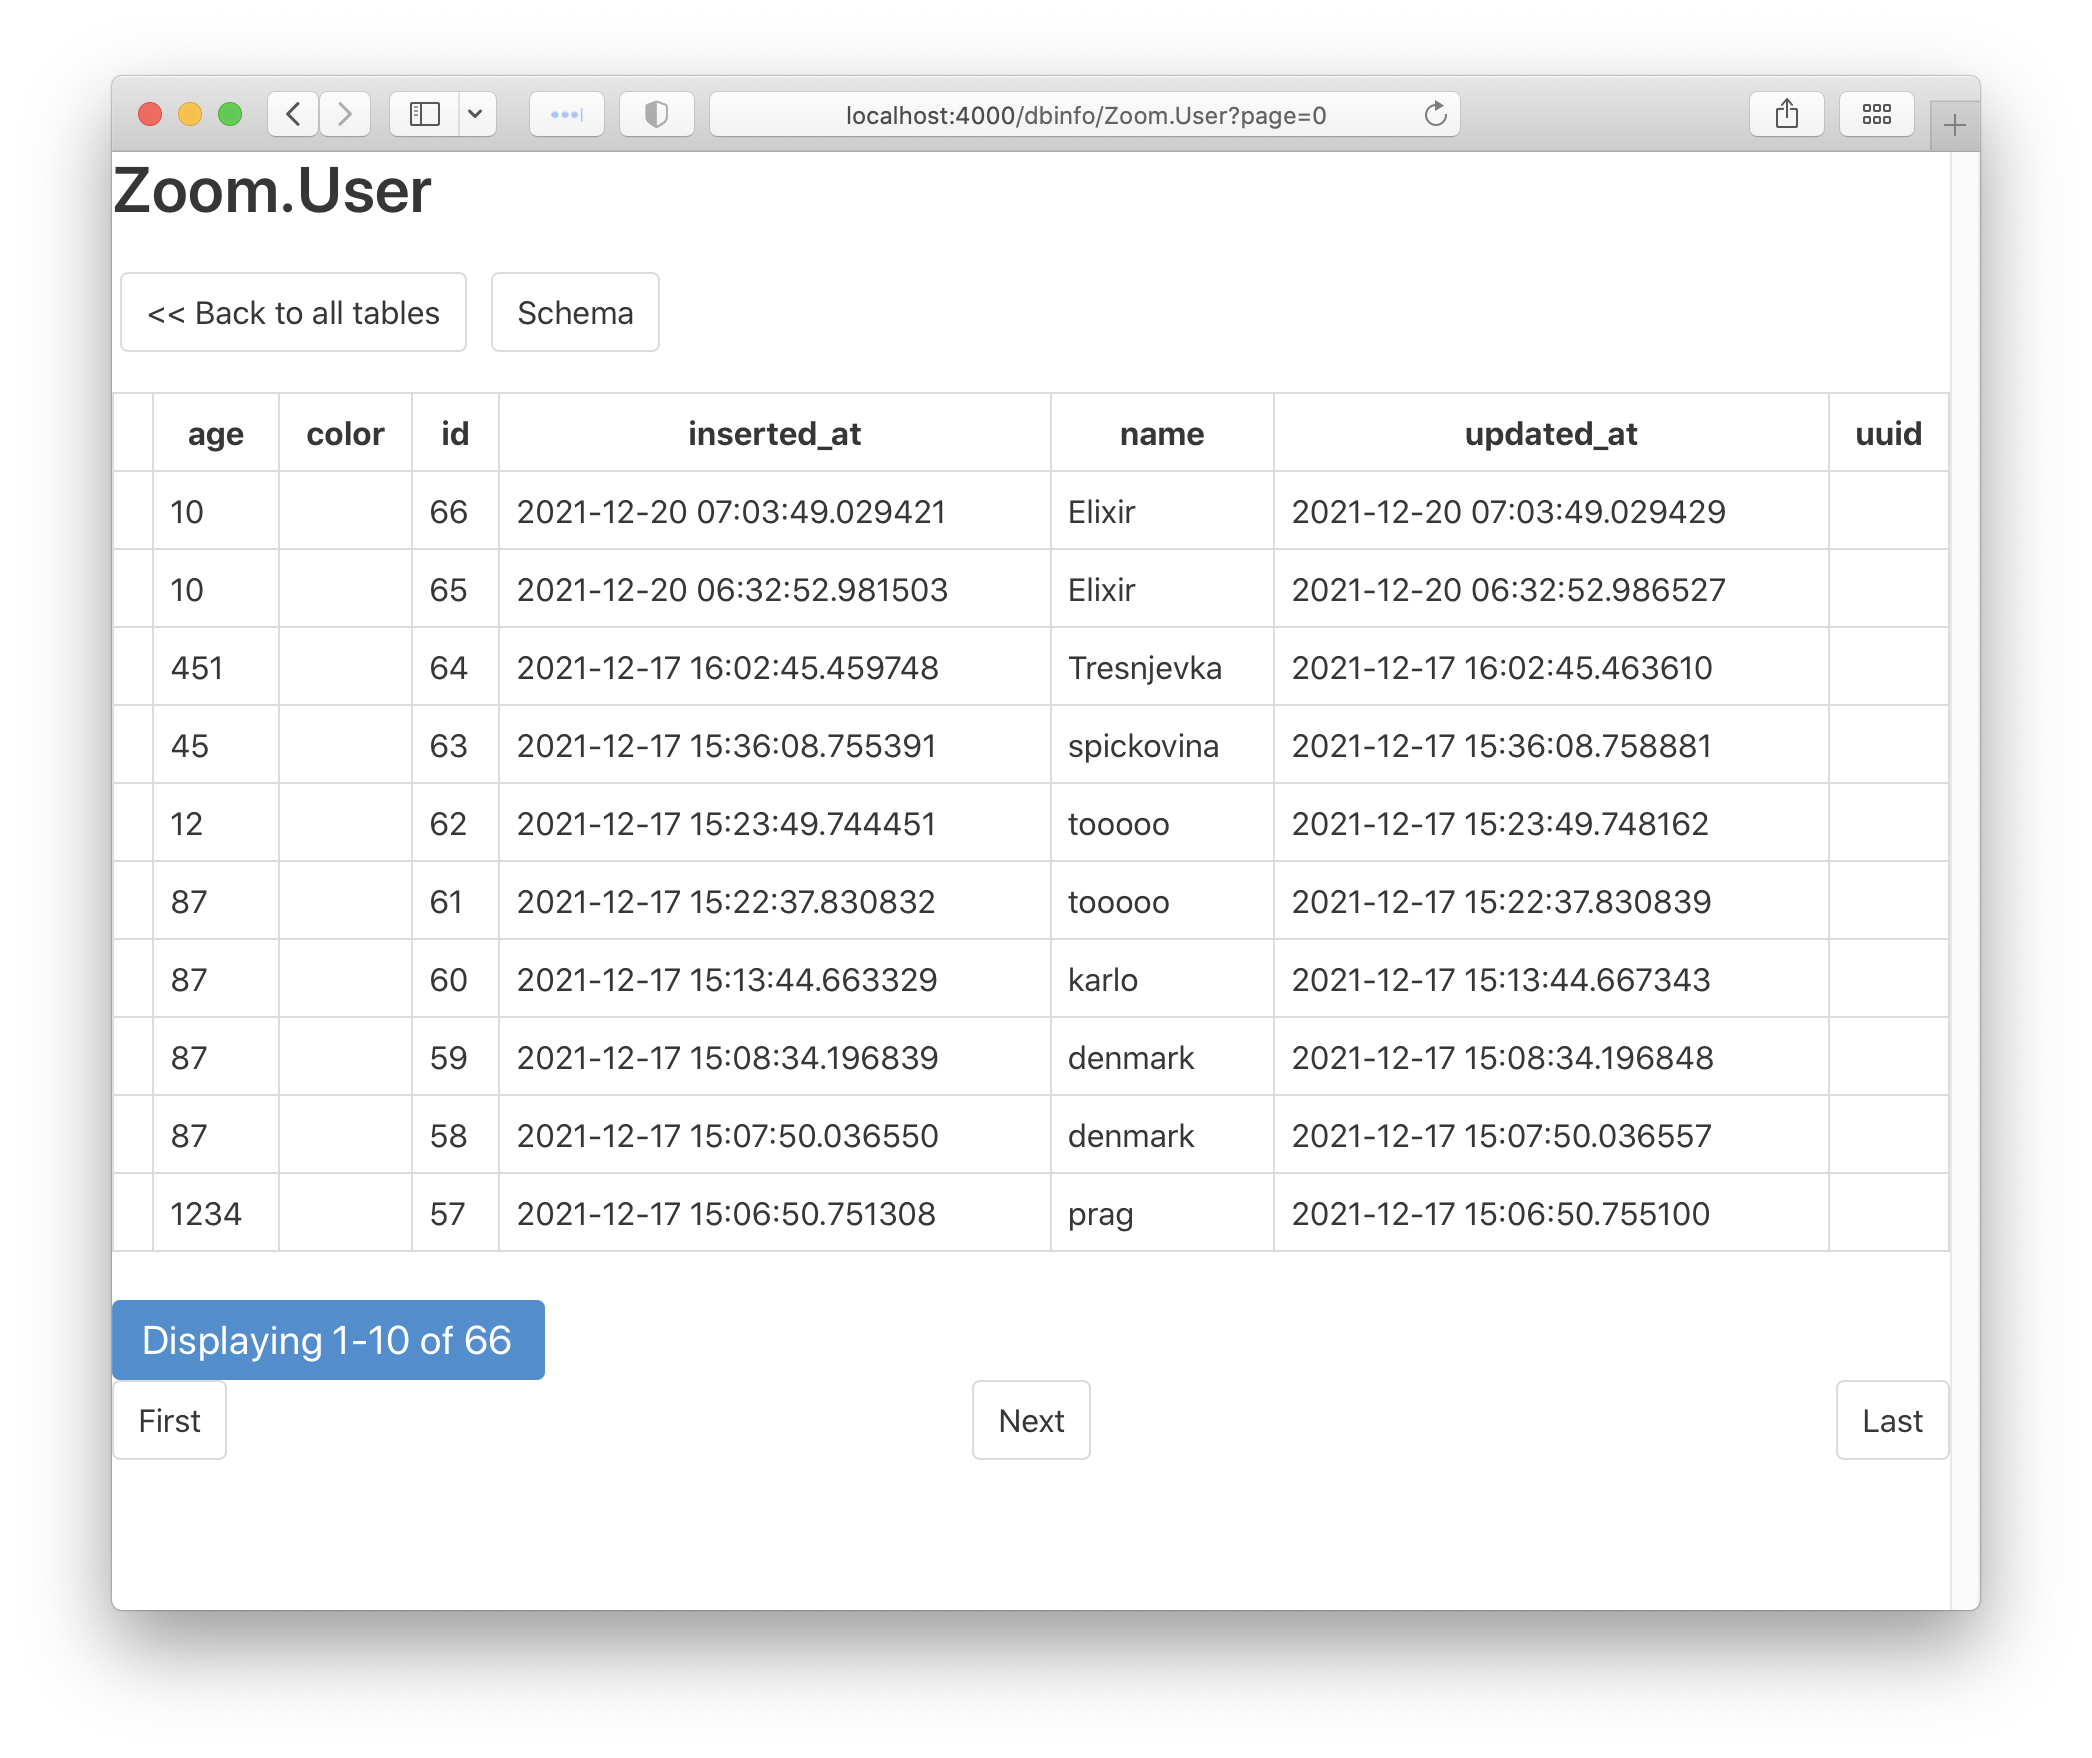 localhost:4000/dbinfo/Zoom.User?page=0
Zoom.User
<< Back to all tables Schema
age color id inserted_at name updated_at uuid
10 66 2021-12-20 07:03:49.029421 Elixir 2021-12-20 07:03:49.029429
10 65 2021-12-20 06:32:52.981503 Elixir 2021-12-20 06:32:52.986527
451 64 2021-12-17 16:02:45.459748 Tresnjevka 2021-12-17 16:02:45.463610
45 63 2021-12-17 15:36:08.755391 spickovina 2021-12-17 15:36:08.758881
12 62 2021-12-17 15:23:49.744451 tooooo 2021-12-17 15:23:49.748162
87 61 2021-12-17 15:22:37.830832 tooooo 2021-12-17 15:22:37.830839
87 60 2021-12-17 15:13:44.663329 karlo 2021-12-17 15:13:44.667343
87 59 2021-12-17 15:08:34.196839 denmark 2021-12-17 15:08:34.196848
87 58 2021-12-17 15:07:50.036550 denmark 2021-12-17 15:07:50.036557
1234 57 2021-12-17 15:06:50.751308 prag 2021-12-17 15:06:50.755100
Displaying 1-10 of 66
First Next Last